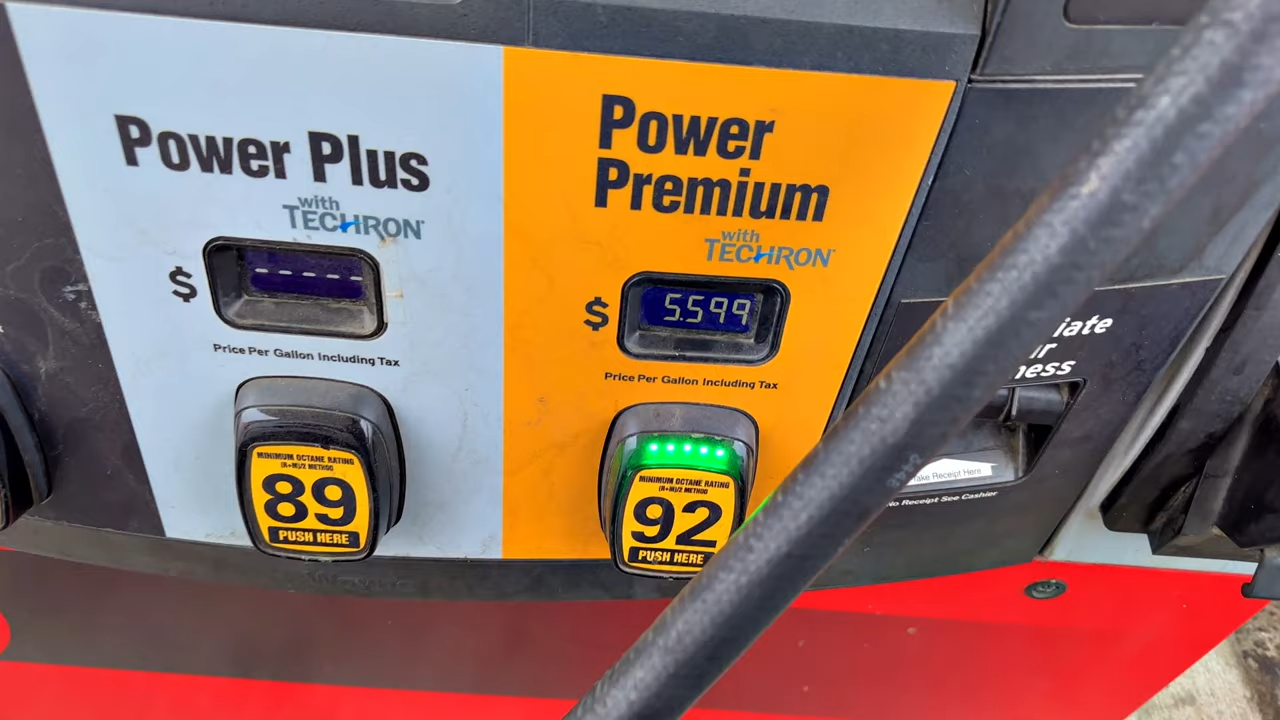 Power Plus
with
TECHRON
$
-----
Price Per Gallon Including Tax
MINIMUM OCTANE RATING
(R+M)/2 METHOD
89
PUSH HERE
Power
Premium
with
TECHRON
$
5.599
Price Per Gallon Including Tax
MINIMUM OCTANE RATING
(R+M)/2 METHOD
92
PUSH HERE
iate
ur
ness
Take Receipt Here
No Receipt See Cashier